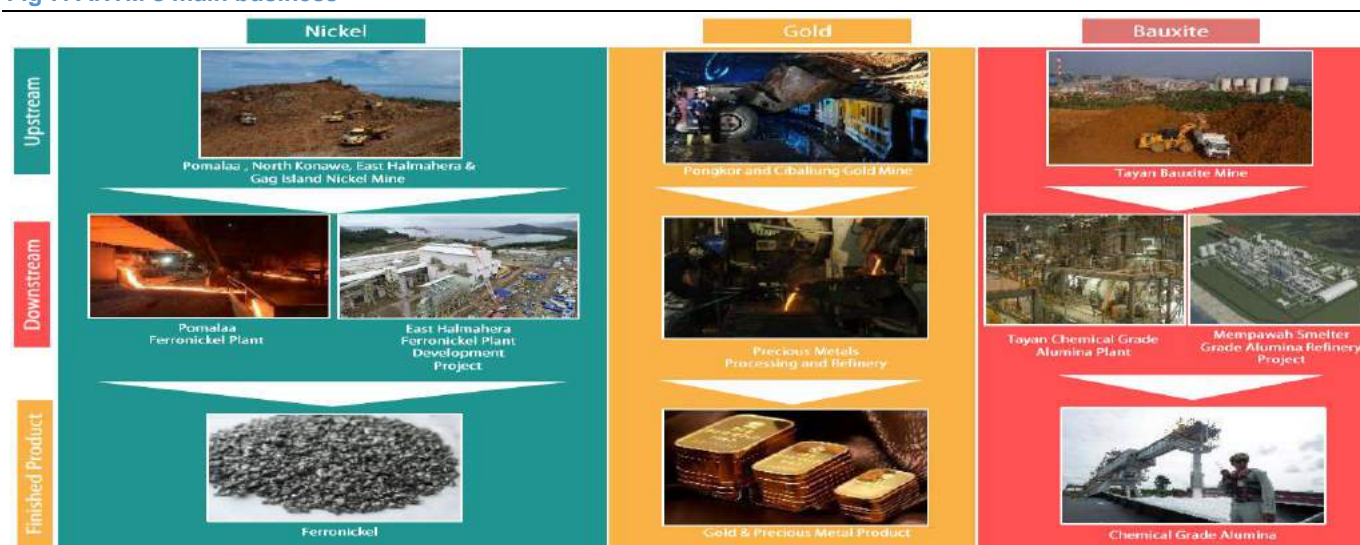 Nickel
Gold
Bauxite
Upstream
Pomalaa , North Konawe, East Halmahera &
Gag Island Nickel Mine
Pongkor and Cibaliung Gold Mine
Tayan Bauxite Mine
Downstream
Pomalaa
Ferronickel Plant
East Halmahera
Ferronickel Plant
Development
Project
Precious Metals
Processing and Refinery
Tayan Chemical Grade
Alumina Plant
Mempawah Smelter
Grade Alumina Refinery
Project
Finished Product
Ferronickel
Gold & Precious Metal Product
Chemical Grade Alumina